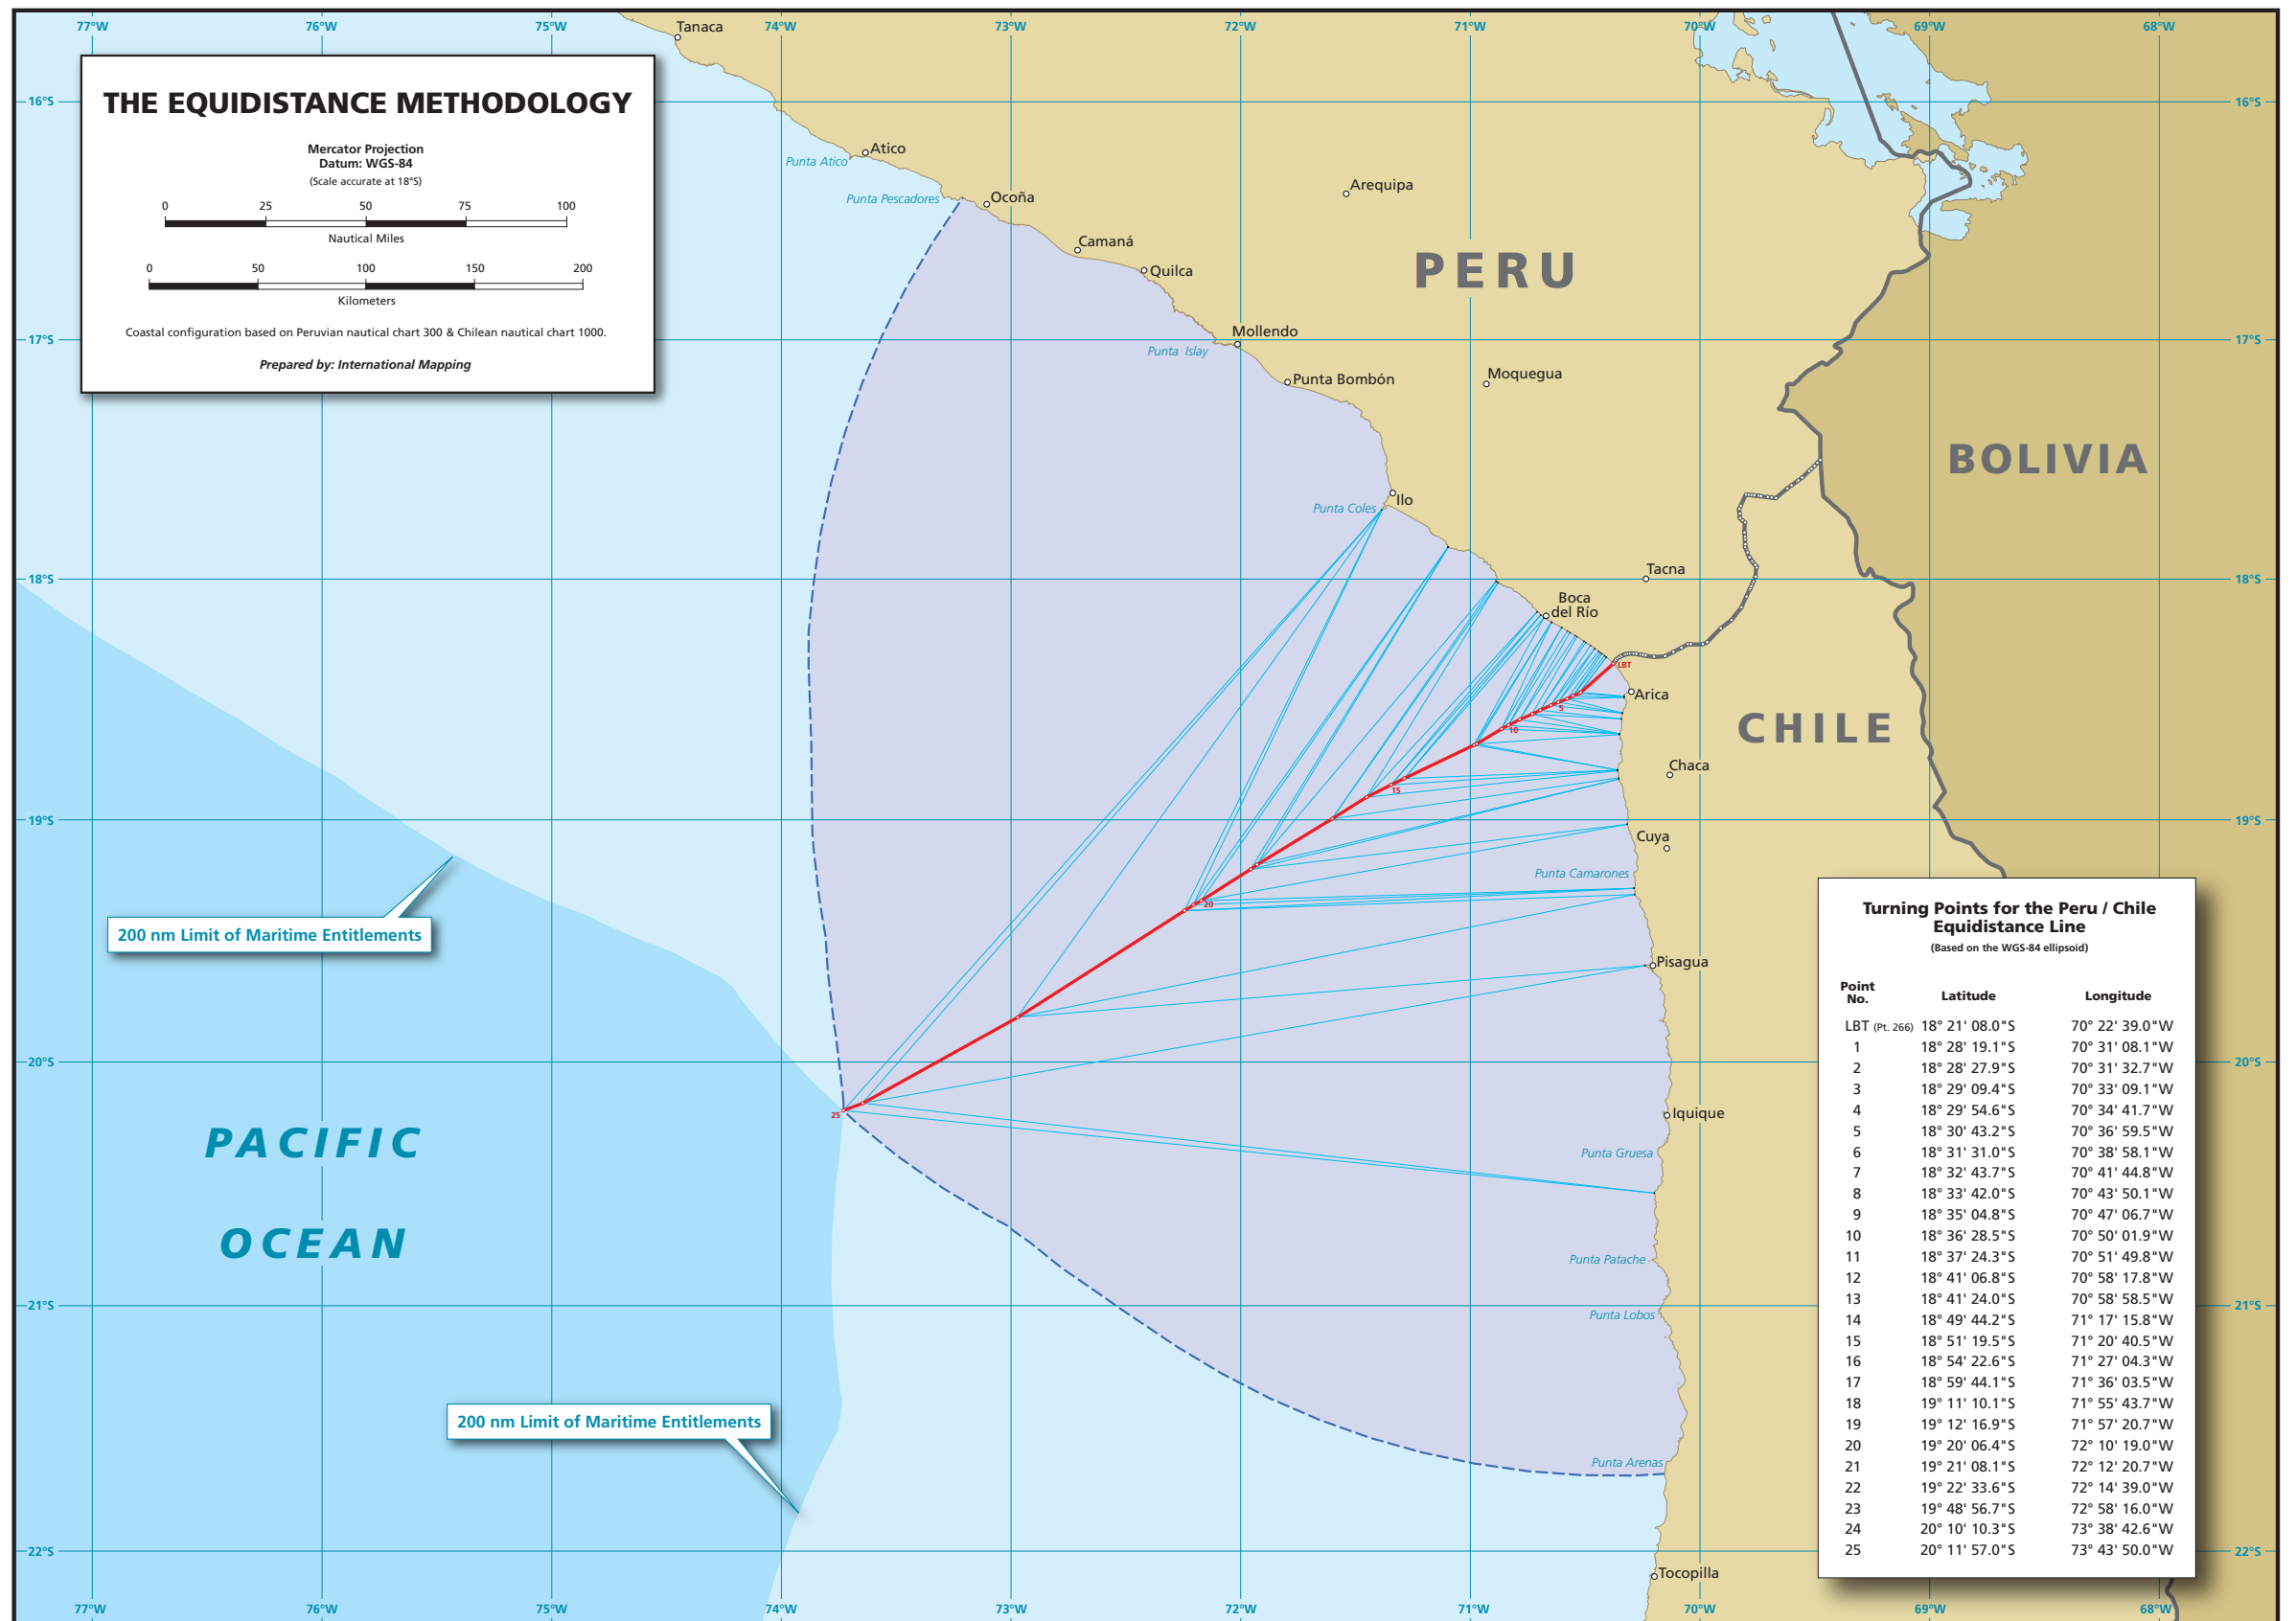 77°W 76°W 75°W 74°W 73°W 72°W 71°W 70°W 69°W 68°W
Tanaca
THE EQUIDISTANCE METHODOLOGY
Mercator Projection
Datum: WGS-84
(Scale accurate at 18°S)
0 25 50 75 100
Nautical Miles
0 50 100 150 200
Kilometers
Coastal configuration based on Peruvian nautical chart 300 & Chilean nautical chart 1000.
Prepared by: International Mapping
16°S 16°S
Atico
Punta Atico
Arequipa
Punta Pescadores
Ocoña
Camaná
Quilca
PERU
Mollendo
17°S 17°S
Punta Islay
Punta Bombón
Moquegua
BOLIVIA
Ilo
Punta Coles
Tacna
18°S 18°S
Boca
del Río
LBT
Arica
5
10
CHILE
Chaca
15
19°S 19°S
Cuya
Punta Camarones
20
200 nm Limit of Maritime Entitlements
Pisagua
20°S 20°S
25
Iquique
PACIFIC
OCEAN
Punta Gruesa
Punta Patache
21°S 21°S
Punta Lobos
200 nm Limit of Maritime Entitlements
Punta Arenas
22°S 22°S
Tocopilla
Turning Points for the Peru / Chile
Equidistance Line
(Based on the WGS-84 ellipsoid)
Point
No. Latitude Longitude
LBT (Pt. 266) 18° 21' 08.0"S 70° 22' 39.0"W
1 18° 28' 19.1"S 70° 31' 08.1"W
2 18° 28' 27.9"S 70° 31' 32.7"W
3 18° 29' 09.4"S 70° 33' 09.1"W
4 18° 29' 54.6"S 70° 34' 41.7"W
5 18° 30' 43.2"S 70° 36' 59.5"W
6 18° 31' 31.0"S 70° 38' 58.1"W
7 18° 32' 43.7"S 70° 41' 44.8"W
8 18° 33' 42.0"S 70° 43' 50.1"W
9 18° 35' 04.8"S 70° 47' 06.7"W
10 18° 36' 28.5"S 70° 50' 01.9"W
11 18° 37' 24.3"S 70° 51' 49.8"W
12 18° 41' 06.8"S 70° 58' 17.8"W
13 18° 41' 24.0"S 70° 58' 58.5"W
14 18° 49' 44.2"S 71° 17' 15.8"W
15 18° 51' 19.5"S 71° 20' 40.5"W
16 18° 54' 22.6"S 71° 27' 04.3"W
17 18° 59' 44.1"S 71° 36' 03.5"W
18 19° 11' 10.1"S 71° 55' 43.7"W
19 19° 12' 16.9"S 71° 57' 20.7"W
20 19° 20' 06.4"S 72° 10' 19.0"W
21 19° 21' 08.1"S 72° 12' 20.7"W
22 19° 22' 33.6"S 72° 14' 39.0"W
23 19° 48' 56.7"S 72° 58' 16.0"W
24 20° 10' 10.3"S 73° 38' 42.6"W
25 20° 11' 57.0"S 73° 43' 50.0"W
77°W 76°W 75°W 74°W 73°W 72°W 71°W 70°W 69°W 68°W